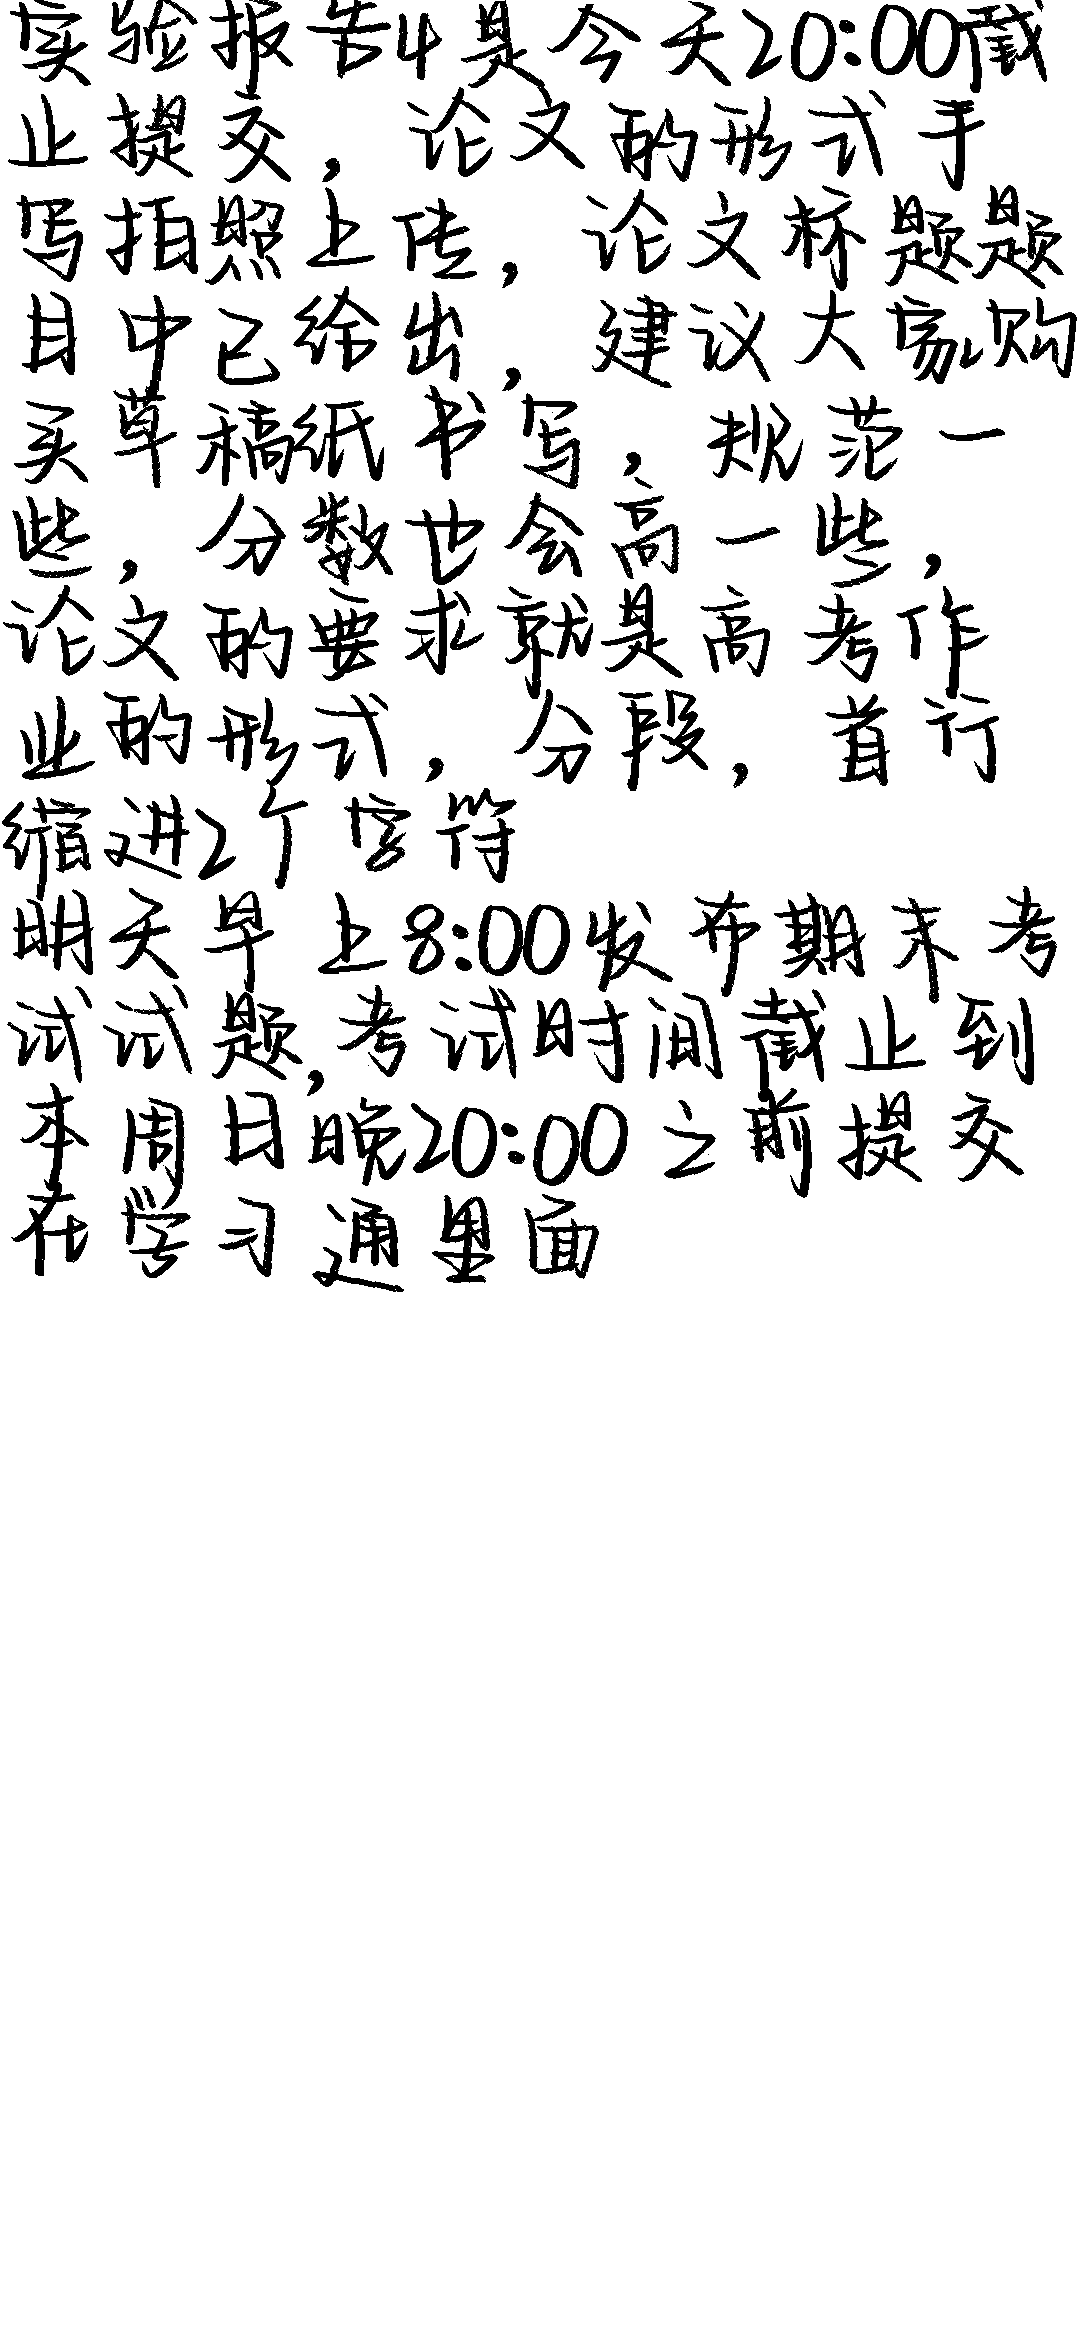 实验报告4是今天20:00截
止提交，论文的形式手
写拍照上传，论文标题题
目中已给出，建议大家购
买草稿纸书写，规范一
些，分数也会高一些，
论文的要求就是高考作
业的形式，分段，首行
缩进2个字符
明天早上8:00发布期末考
试试题，考试时间截止到
本周日晚20:00之前提交
在学习通里面